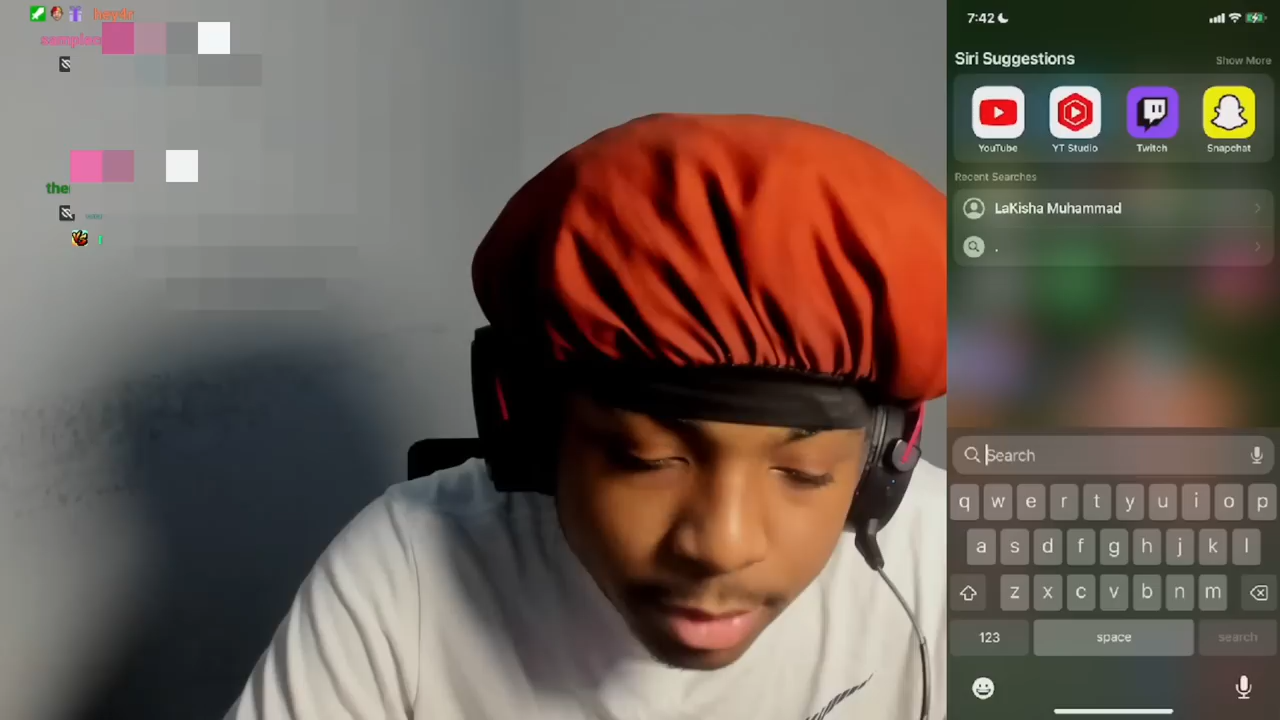 7:42
Siri Suggestions
Show More
YouTube
YT Studio
Twitch
Snapchat
Recent Searches
LaKisha Muhammad
.
Search
q w e r t y u i o p
a s d f g h j k l
z x c v b n m
123
space
search
the